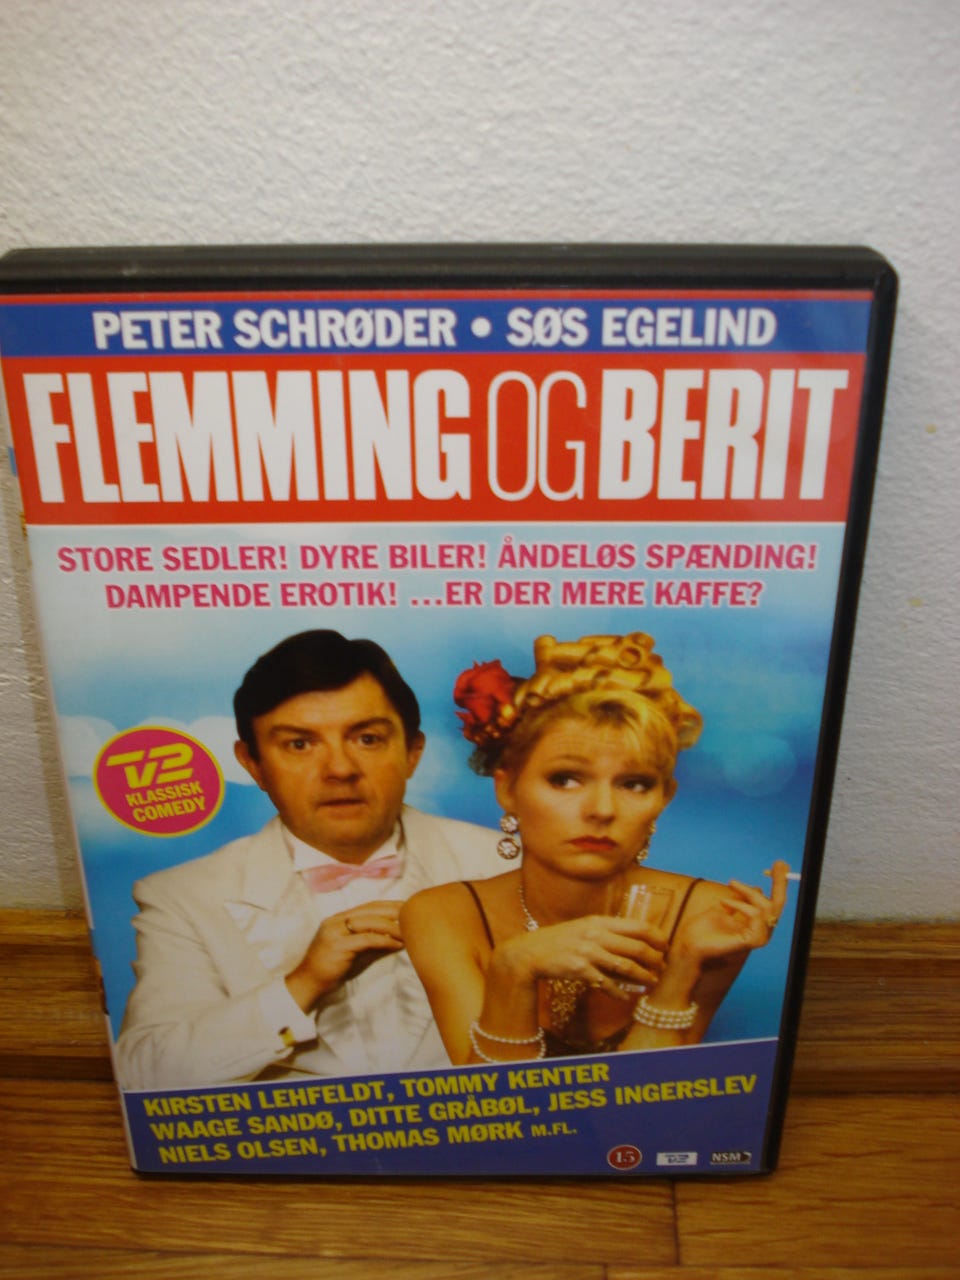 PETER SCHRØDER • SØS EGELIND
FLEMMING OG BERIT
STORE SEDLER! DYRE BILER! ÅNDELØS SPÆNDING!
DAMPENDE EROTIK! ...ER DER MERE KAFFE?
TV2
KLASSISK
COMEDY
KIRSTEN LEHFELDT, TOMMY KENTER
WAAGE SANDØ, DITTE GRÅBØL, JESS INGERSLEV
NIELS OLSEN, THOMAS MØRK M.FL.
15 TV2 NSM